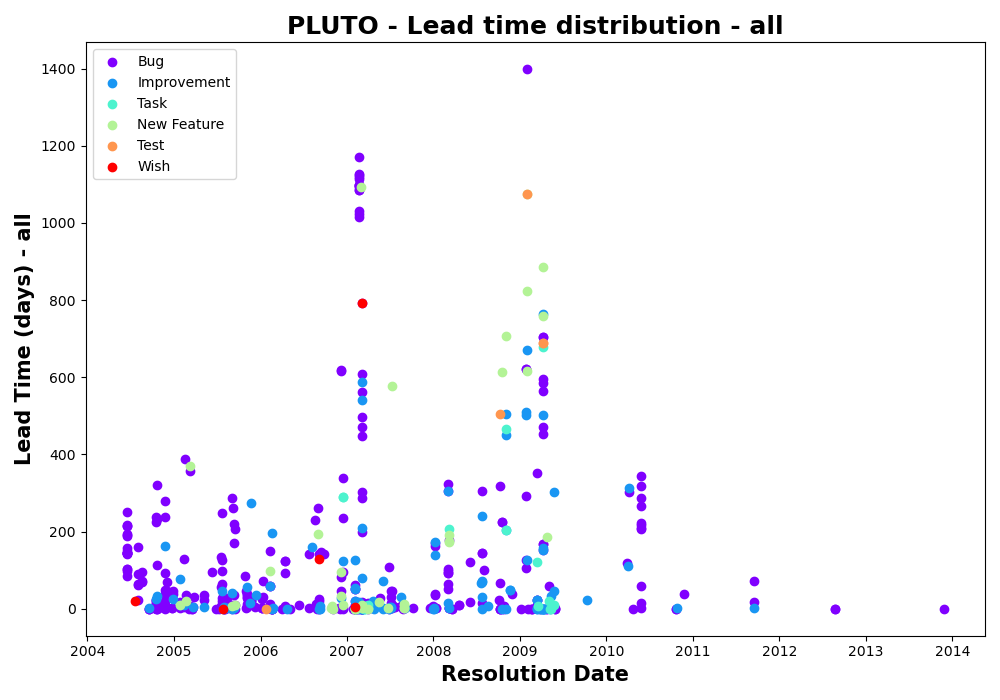 PLUTO - Lead time distribution - all
Lead Time (days) - all
1400
1200
1000
800
600
400
200
0
Bug
Improvement
Task
New Feature
Test
Wish
2004 2005 2006 2007 2008 2009 2010 2011 2012 2013 2014
Resolution Date